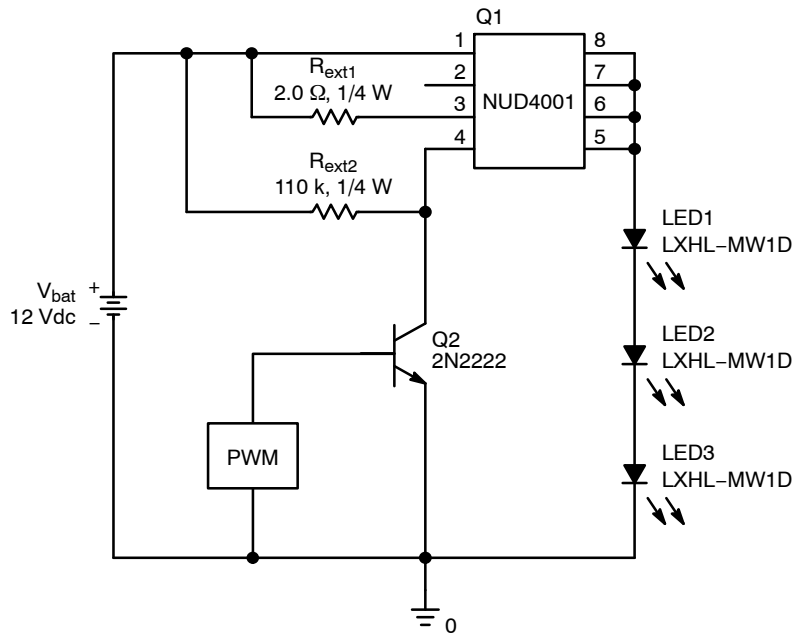 Q1
1
8
R_ext1
2.0 Ω, 1/4 W
2
7
NUD4001
3
6
4
5
R_ext2
110 k, 1/4 W
LED1
LXHL−MW1D
V_bat
+
12 Vdc
−
Q2
2N2222
LED2
LXHL−MW1D
PWM
LED3
LXHL−MW1D
0